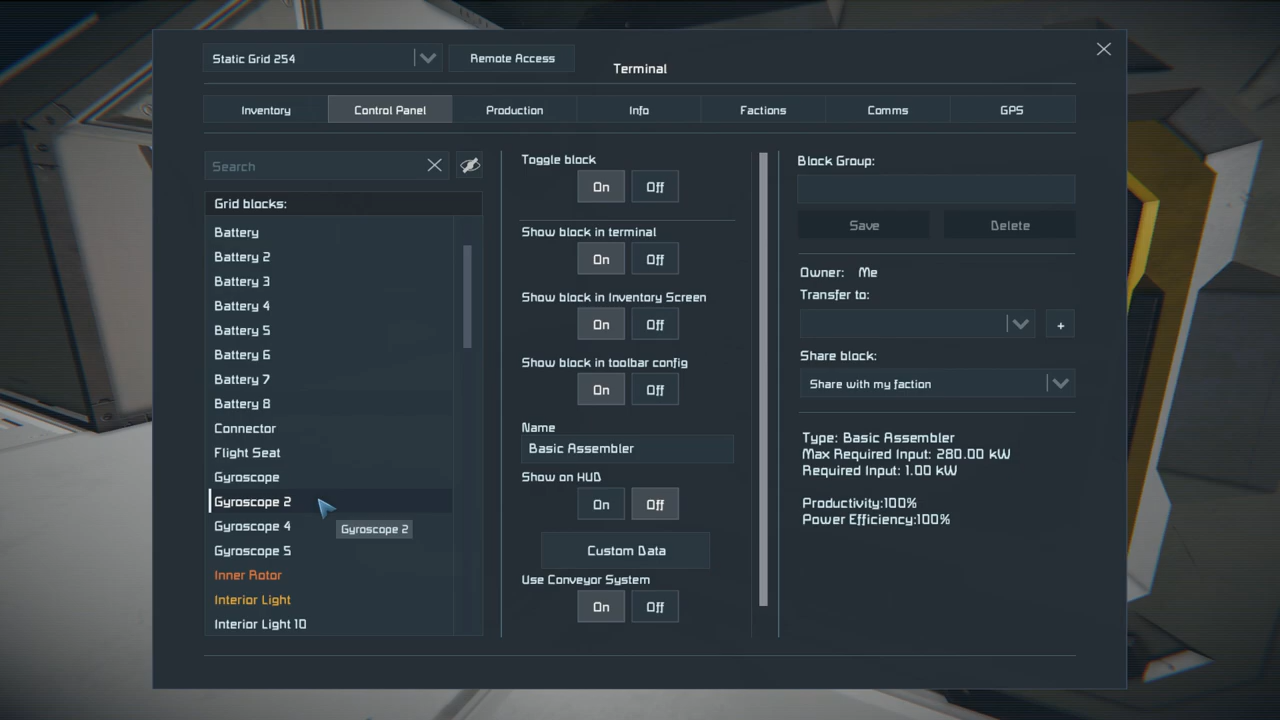 Static Grid 254
Remote Access
Terminal
Inventory
Control Panel
Production
Info
Factions
Comms
GPS
Search
Grid blocks:
Battery
Battery 2
Battery 3
Battery 4
Battery 5
Battery 6
Battery 7
Battery 8
Connector
Flight Seat
Gyroscope
Gyroscope 2
Gyroscope 4
Gyroscope 2
Gyroscope 5
Inner Rotor
Interior Light
Interior Light 10
Toggle block
On Off
Show block in terminal
On Off
Show block in Inventory Screen
On Off
Show block in toolbar config
On Off
Name
Basic Assembler
Show on HUD
On Off
Custom Data
Use Conveyor System
On Off
Block Group:
Save Delete
Owner: Me
Transfer to:
+
Share block:
Share with my faction
Type: Basic Assembler
Max Required Input: 280.00 kW
Required Input: 1.00 kW
Productivity:100%
Power Efficiency:100%